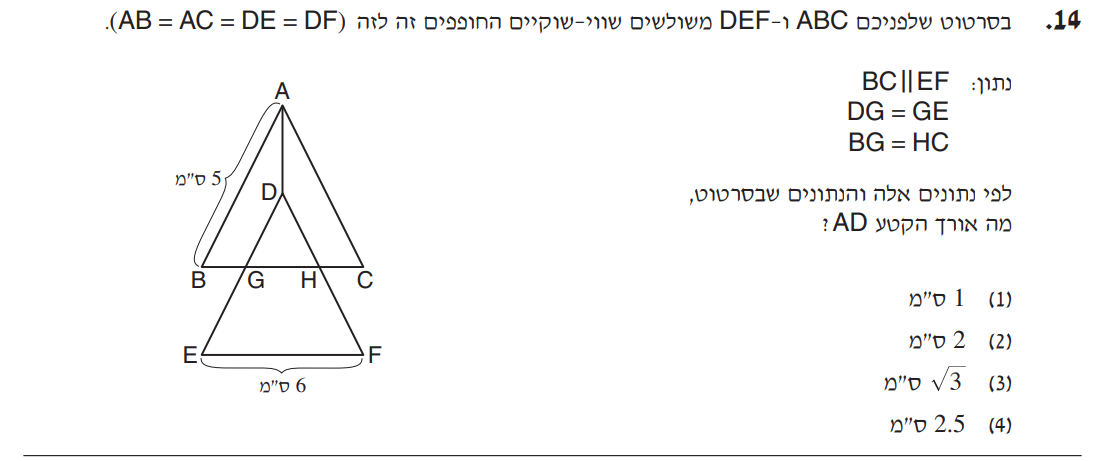 14. בסרטוט שלפניכם ABC ו-DEF משולשים שווי-שוקיים החופפים זה לזה (AB = AC = DE = DF).
נתון: BC||EF
DG = GE
BG = HC
לפי נתונים אלה והנתונים שבסרטוט,
מה אורך הקטע AD?
(1) 1 ס"מ
(2) 2 ס"מ
(3) √3 ס"מ
(4) 2.5 ס"מ
A
5 ס"מ
D
B G H C
E F
6 ס"מ